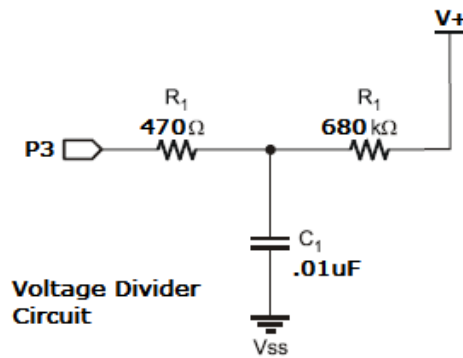 V+
R1
470Ω
R1
680 kΩ
P3
C1
.01uF
Voltage Divider
Circuit
Vss